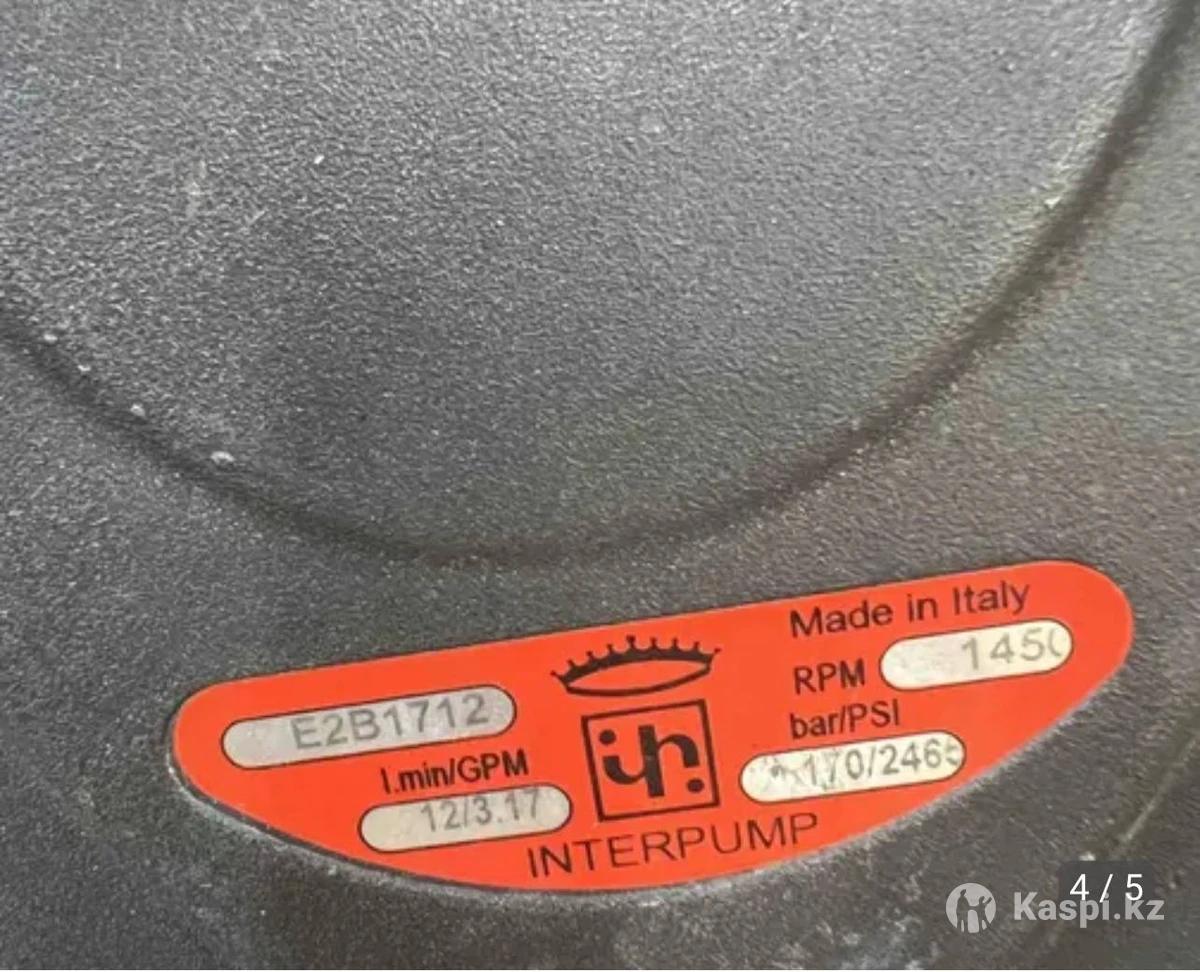 Made in Italy
E2B1712
RPM 1450
l.min/GPM
bar/PSI
12/3.17
170/2465
INTERPUMP
4 / 5
Kaspi.kz